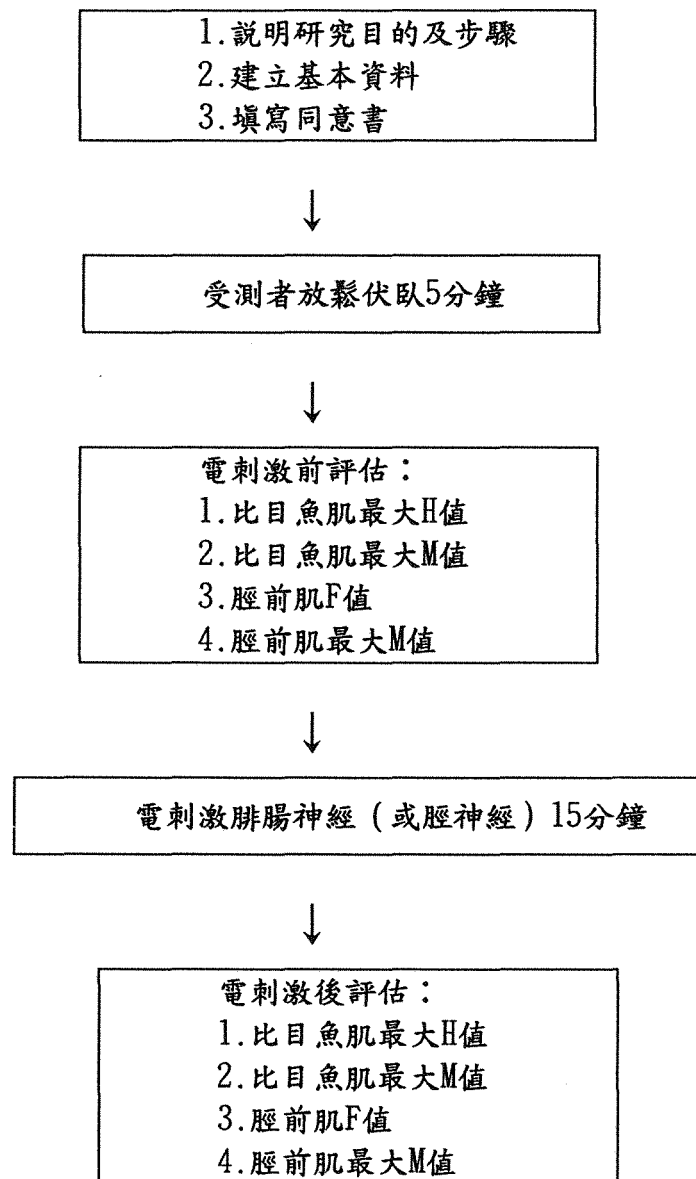 1.説明研究目的及步驟
2.建立基本資料
3.填寫同意書
↓
受測者放鬆伏臥5分鐘
↓
電刺激前評估：
1.比目魚肌最大H值
2.比目魚肌最大M值
3.脛前肌F值
4.脛前肌最大M值
↓
電刺激腓腸神經（或脛神經）15分鐘
↓
電刺激後評估：
1.比目魚肌最大H值
2.比目魚肌最大M值
3.脛前肌F值
4.脛前肌最大M值